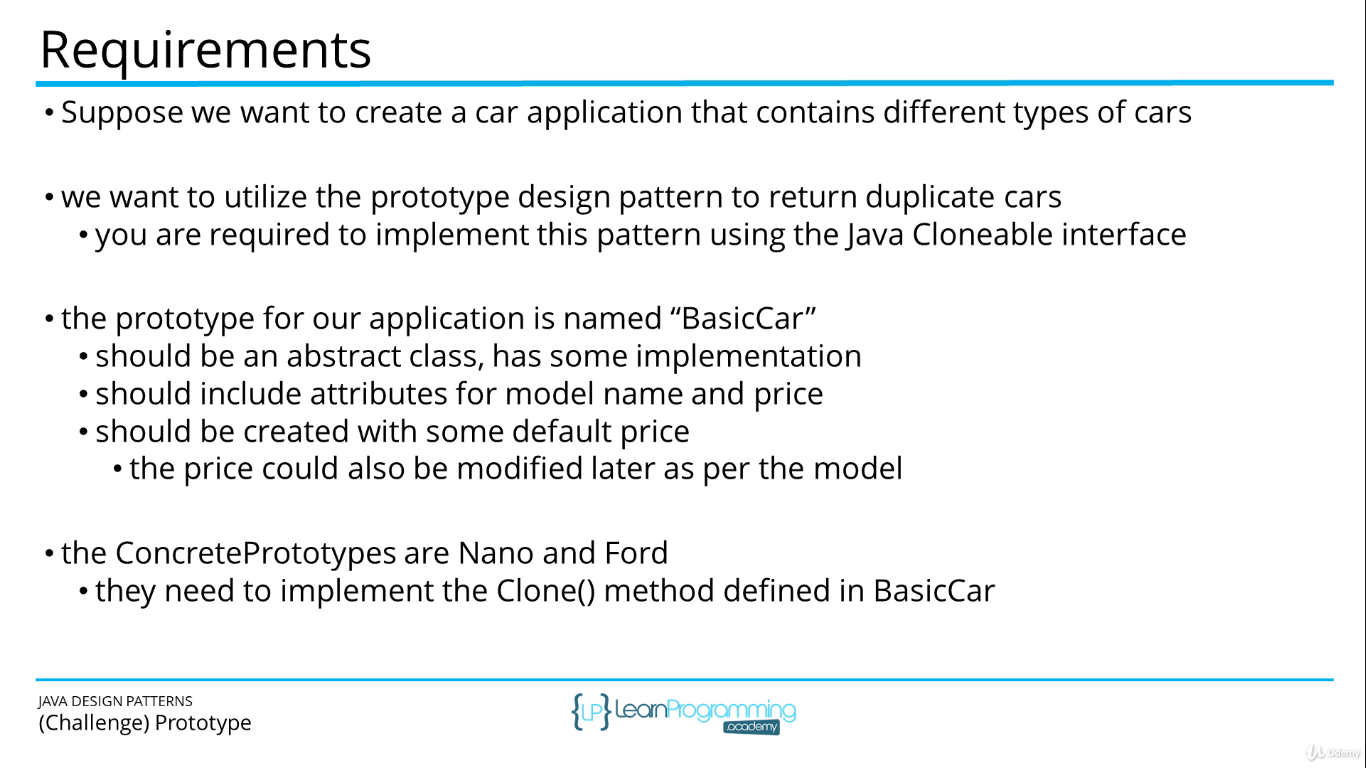 Requirements
• Suppose we want to create a car application that contains different types of cars
• we want to utilize the prototype design pattern to return duplicate cars
• you are required to implement this pattern using the Java Cloneable interface
• the prototype for our application is named “BasicCar”
• should be an abstract class, has some implementation
• should include attributes for model name and price
• should be created with some default price
• the price could also be modified later as per the model
• the ConcretePrototypes are Nano and Ford
• they need to implement the Clone() method defined in BasicCar
JAVA DESIGN PATTERNS
(Challenge) Prototype
{LP} LearnProgramming
.academy
Udemy